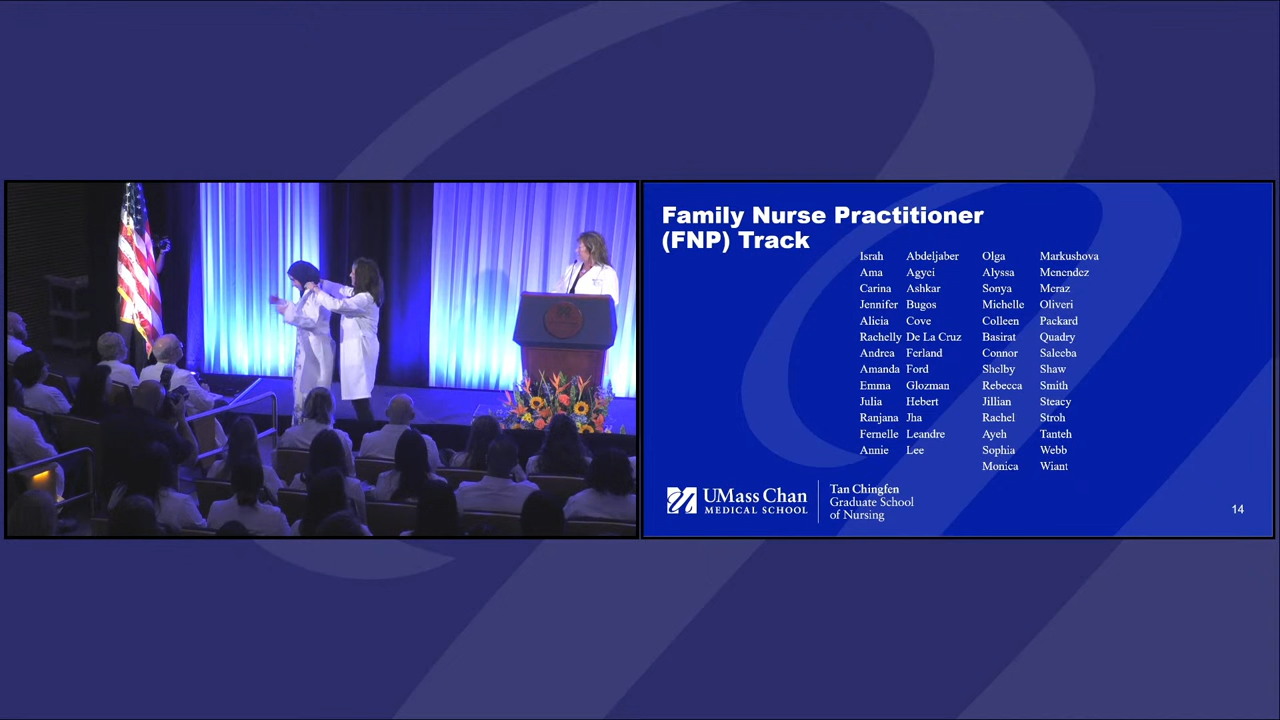 Family Nurse Practitioner
(FNP) Track
Israh Abdeljaber
Ama Agyei
Carina Ashkar
Jennifer Bugos
Alicia Cove
Rachelly De La Cruz
Andrea Ferland
Amanda Ford
Emma Glozman
Julia Hebert
Ranjana Jha
Fernelle Leandre
Annie Lee
Olga Markushova
Alyssa Menendez
Sonya Meraz
Michelle Oliveri
Colleen Packard
Basirat Quadry
Connor Saleeba
Shelby Shaw
Rebecca Smith
Jillian Steacy
Rachel Stroh
Ayeh Tanteh
Sophia Webb
Monica Wiant
UMass Chan
MEDICAL SCHOOL
Tan Chingfen
Graduate School
of Nursing
14